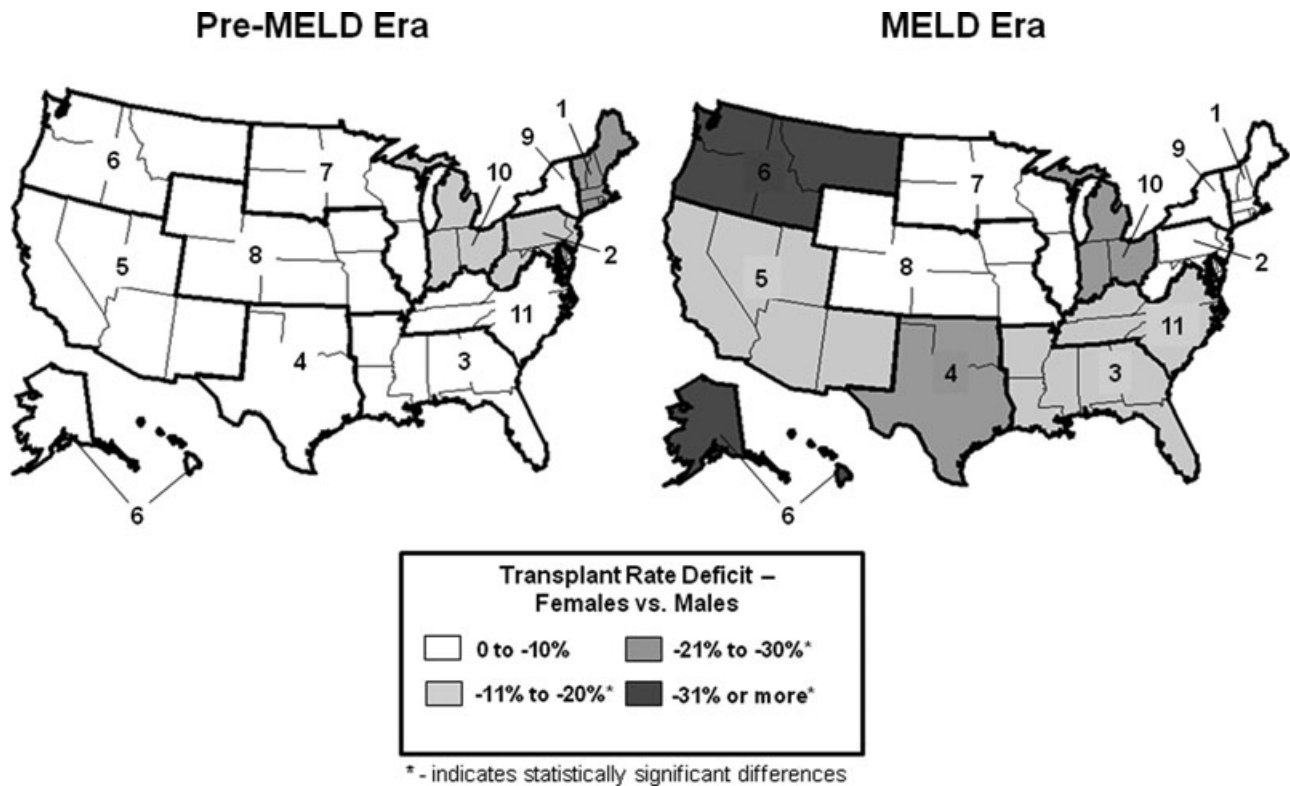 Pre-MELD Era
MELD Era
1
9
10
6
7
2
8
5
11
4
3
6
1
9
10
6
7
2
8
5
11
4
3
6
Transplant Rate Deficit –
Females vs. Males
0 to -10%
-21% to -30%*
-11% to -20%*
-31% or more*
* - indicates statistically significant differences